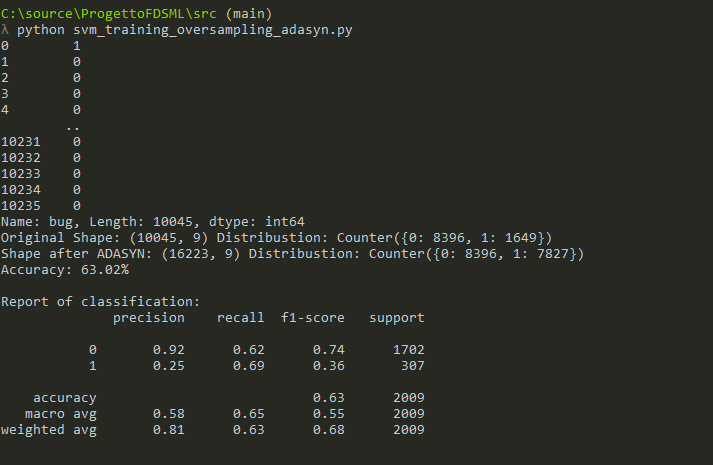 C:\source\ProgettoFDSML\src (main)
λ python svm_training_oversampling_adasyn.py
0        1
1        0
2        0
3        0
4        0
        ..
10231    0
10232    0
10233    0
10234    0
10235    0
Name: bug, Length: 10045, dtype: int64
Original Shape: (10045, 9) Distribustion: Counter({0: 8396, 1: 1649})
Shape after ADASYN: (16223, 9) Distribustion: Counter({0: 8396, 1: 7827})
Accuracy: 63.02%
Report of classification:
              precision    recall  f1-score   support
           0       0.92      0.62      0.74      1702
           1       0.25      0.69      0.36       307
    accuracy                           0.63      2009
   macro avg       0.58      0.65      0.55      2009
weighted avg       0.81      0.63      0.68      2009